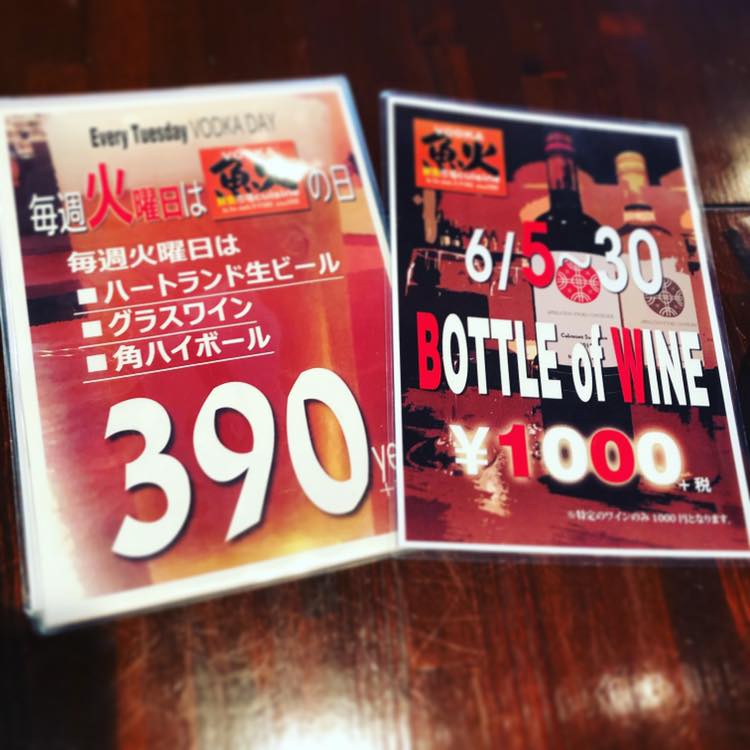 Every Tuesday VODKA DAY
毎週火曜日は VODKA 魚火 の日
毎週火曜日は
■ハートランド生ビール
■グラスワイン
■角ハイボール
390
VODKA
魚火
6/5~30
BOTTLE of WINE
¥1000+税
※特定のワインのみ1000円となります。